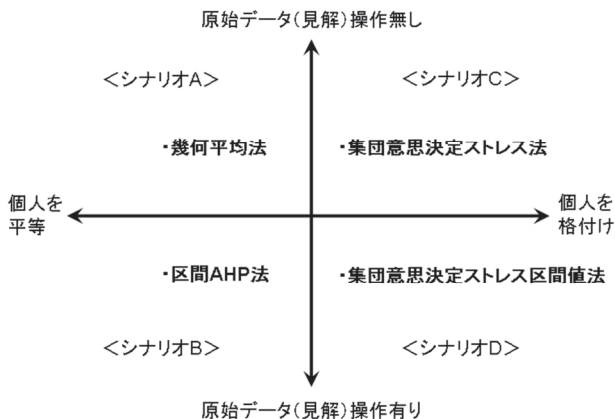 原始データ(見解)操作無し
<シナリオA>
<シナリオC>
・幾何平均法
・集団意思決定ストレス法
個人を
平等
個人を
格付け
・区間AHP法
・集団意思決定ストレス区間値法
<シナリオB>
<シナリオD>
原始データ(見解)操作有り